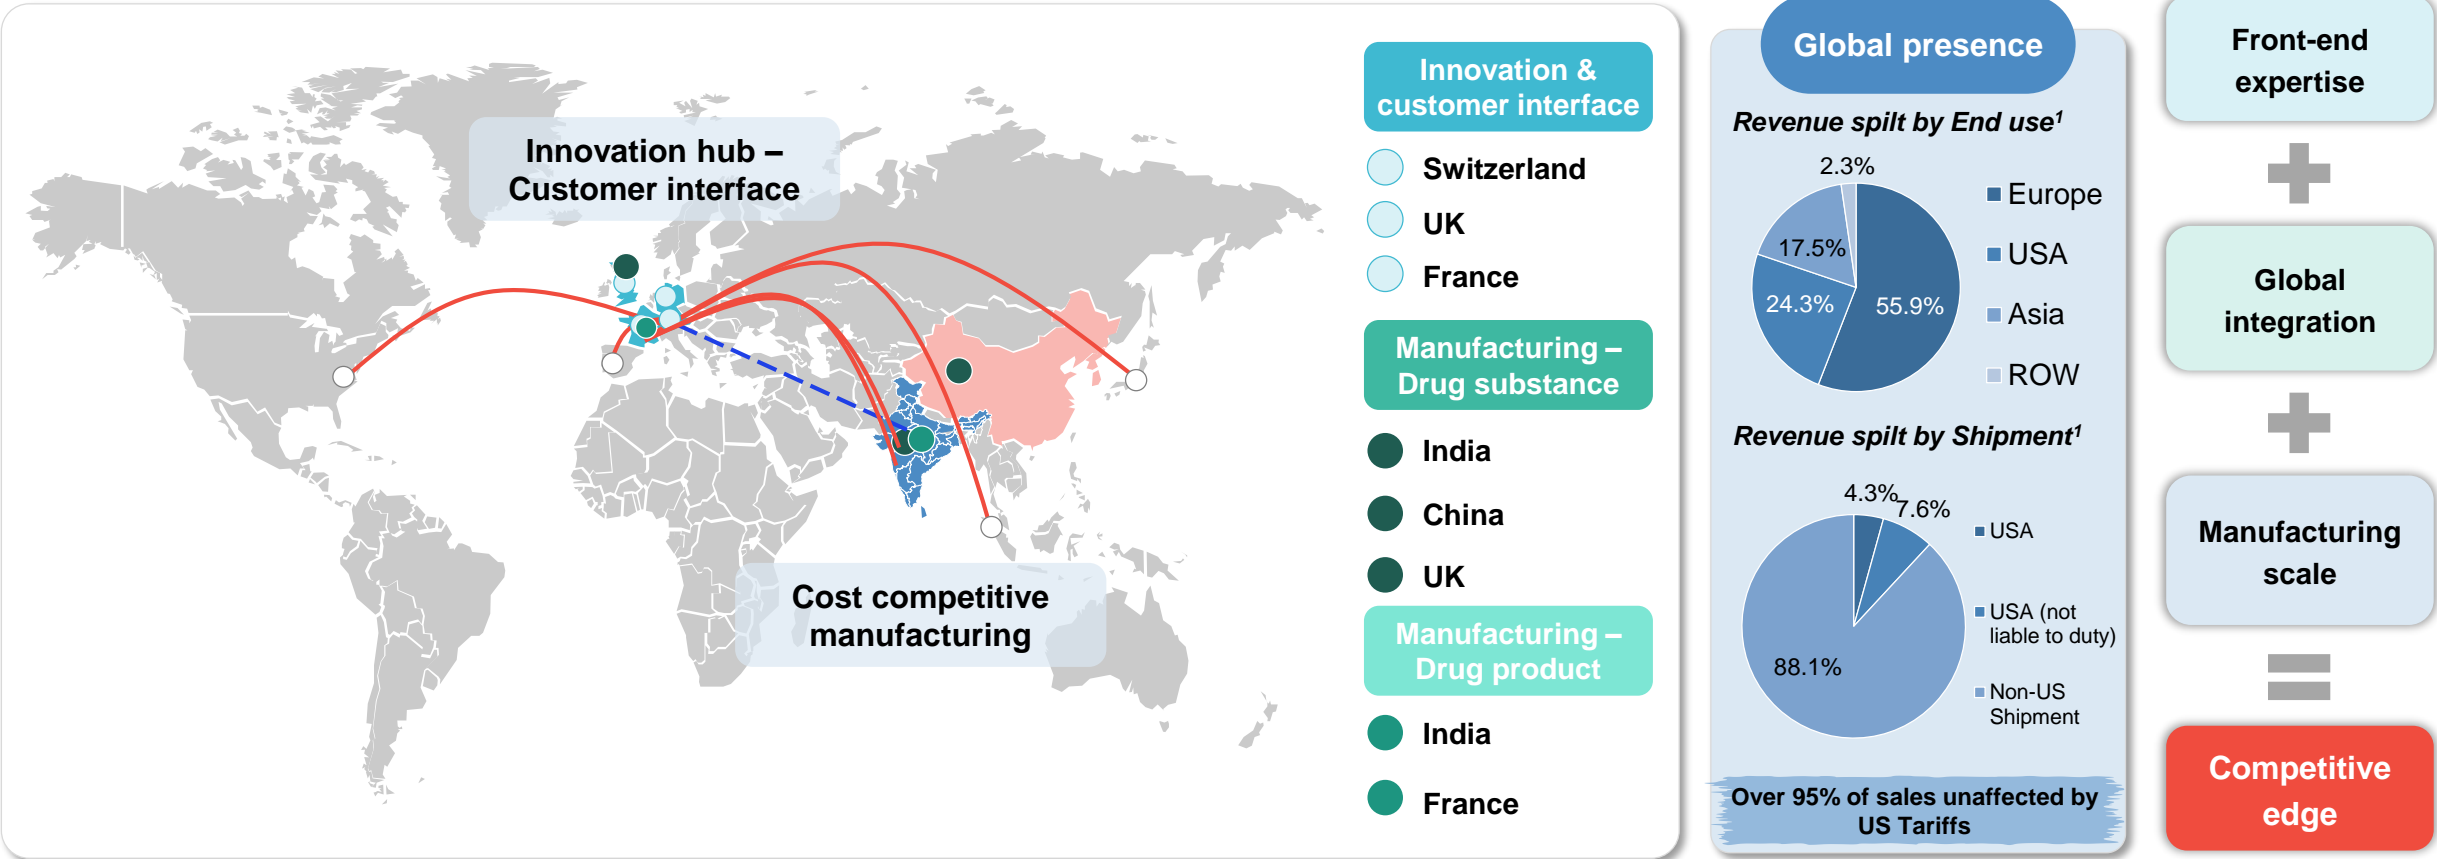 Innovation hub –
Customer interface
Cost competitive
manufacturing
Innovation &
customer interface
Switzerland
UK
France
Manufacturing –
Drug substance
India
China
UK
Manufacturing –
Drug product
India
France
Global presence
Revenue spilt by End use¹
2.3%
17.5%
24.3%
55.9%
Europe
USA
Asia
ROW
Revenue spilt by Shipment¹
4.3%
7.6%
88.1%
USA
USA (not
liable to duty)
Non-US
Shipment
Over 95% of sales unaffected by
US Tariffs
Front-end
expertise
Global
integration
Manufacturing
scale
Competitive
edge